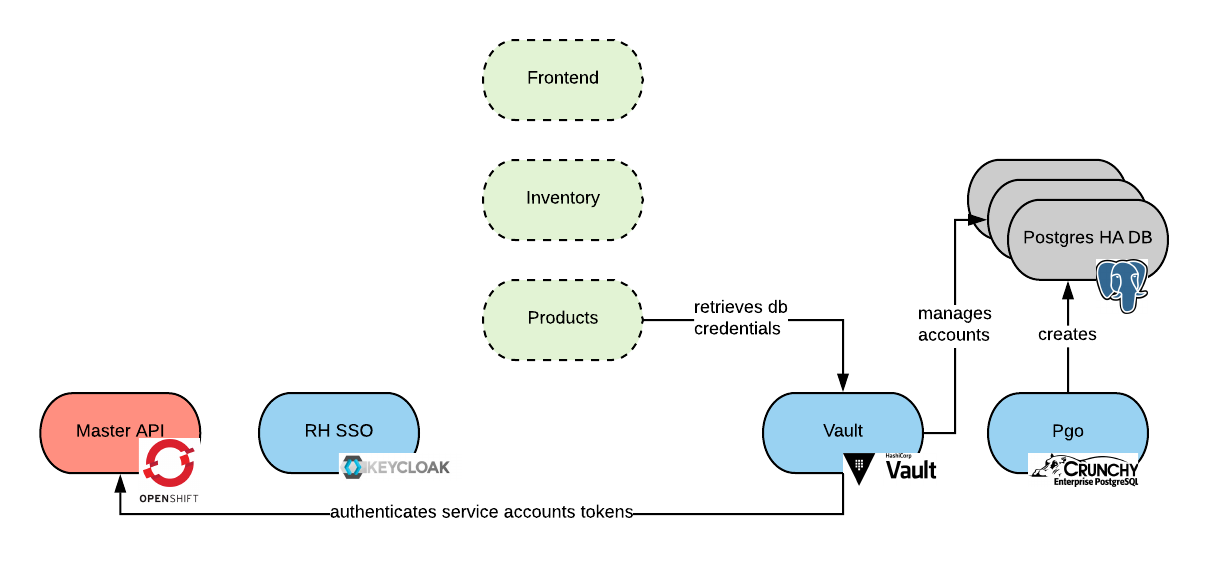 Frontend
Inventory
Postgres HA DB
Products
retrieves db
credentials
manages
accounts
creates
Master API
OPENSHIFT
RH SSO
KEYCLOAK
Vault
HashiCorp
Vault
Pgo
CRUNCHY
Enterprise PostgreSQL
authenticates service accounts tokens